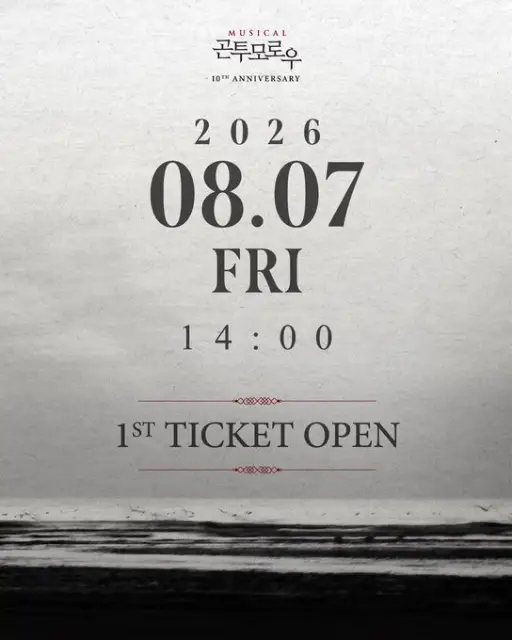 MUSICAL
곤투모로우
10TH ANNIVERSARY
2026
08.07
FRI
14:00
1ST TICKET OPEN